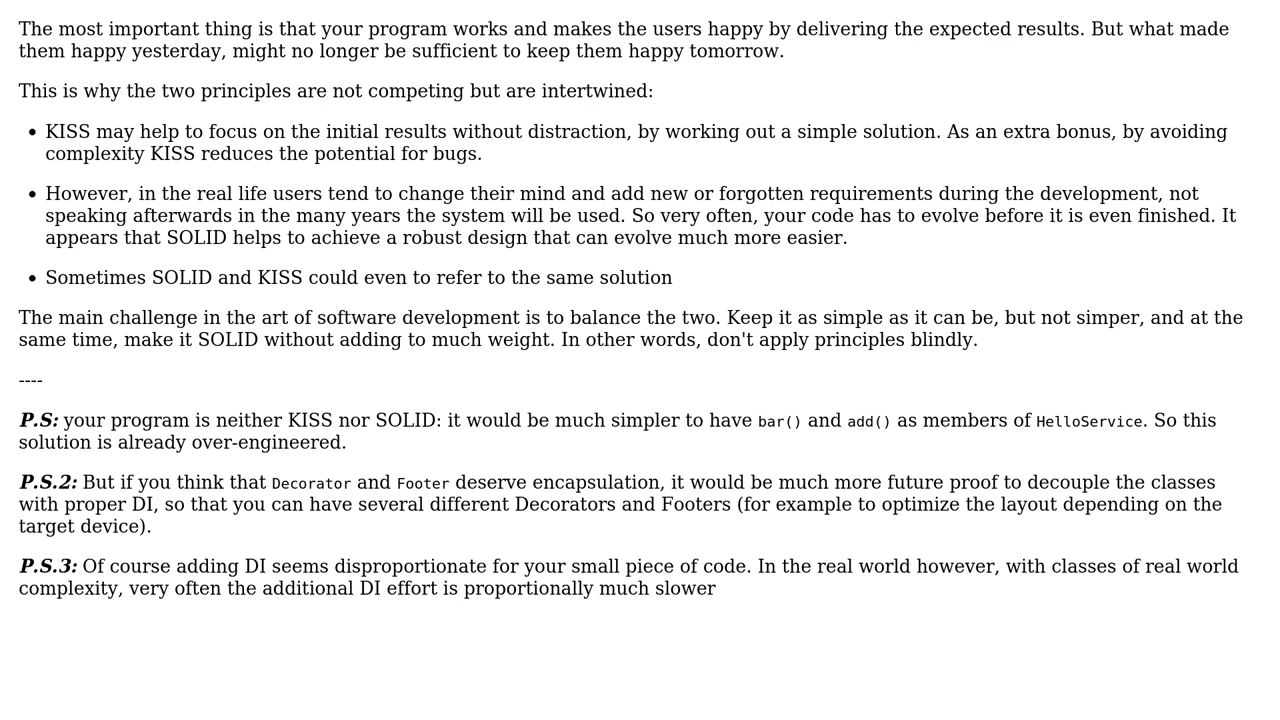 The most important thing is that your program works and makes the users happy by delivering the expected results. But what made
them happy yesterday, might no longer be sufficient to keep them happy tomorrow.
This is why the two principles are not competing but are intertwined:
• KISS may help to focus on the initial results without distraction, by working out a simple solution. As an extra bonus, by avoiding
complexity KISS reduces the potential for bugs.
• However, in the real life users tend to change their mind and add new or forgotten requirements during the development, not
speaking afterwards in the many years the system will be used. So very often, your code has to evolve before it is even finished. It
appears that SOLID helps to achieve a robust design that can evolve much more easier.
• Sometimes SOLID and KISS could even to refer to the same solution
The main challenge in the art of software development is to balance the two. Keep it as simple as it can be, but not simper, and at the
same time, make it SOLID without adding to much weight. In other words, don't apply principles blindly.
----
P.S: your program is neither KISS nor SOLID: it would be much simpler to have bar() and add() as members of HelloService. So this
solution is already over-engineered.
P.S.2: But if you think that Decorator and Footer deserve encapsulation, it would be much more future proof to decouple the classes
with proper DI, so that you can have several different Decorators and Footers (for example to optimize the layout depending on the
target device).
P.S.3: Of course adding DI seems disproportionate for your small piece of code. In the real world however, with classes of real world
complexity, very often the additional DI effort is proportionally much slower